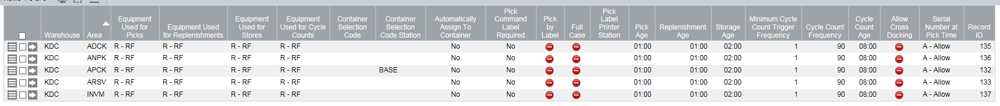 Warehouse Area Equipment Used for Picks Equipment Used for Replenishments Equipment Used for Stores Equipment Used for Cycle Counts Container Selection Code Container Selection Code Station Automatically Assign To Container Pick Command Label Required Pick by Label Full Case Pick Label Printer Station Pick Age Replenishment Age Storage Age Minimum Cycle Count Trigger Frequency Cycle Count Frequency Cycle Count Age Allow Cross Docking Serial Number at Pick Time Record ID
KDC ADCK R - RF R - RF R - RF R - RF No No 01:00 01:00 02:00 1 90 08:00 A - Allow 135
KDC ANPK R - RF R - RF R - RF R - RF No No 01:00 01:00 02:00 1 90 08:00 A - Allow 136
KDC APCK R - RF R - RF R - RF R - RF BASE No No 01:00 01:00 02:00 1 90 08:00 A - Allow 132
KDC ARSV R - RF R - RF R - RF R - RF No No 01:00 01:00 02:00 1 90 08:00 A - Allow 133
KDC INVM R - RF R - RF R - RF R - RF No No 01:00 01:00 02:00 1 90 08:00 A - Allow 137